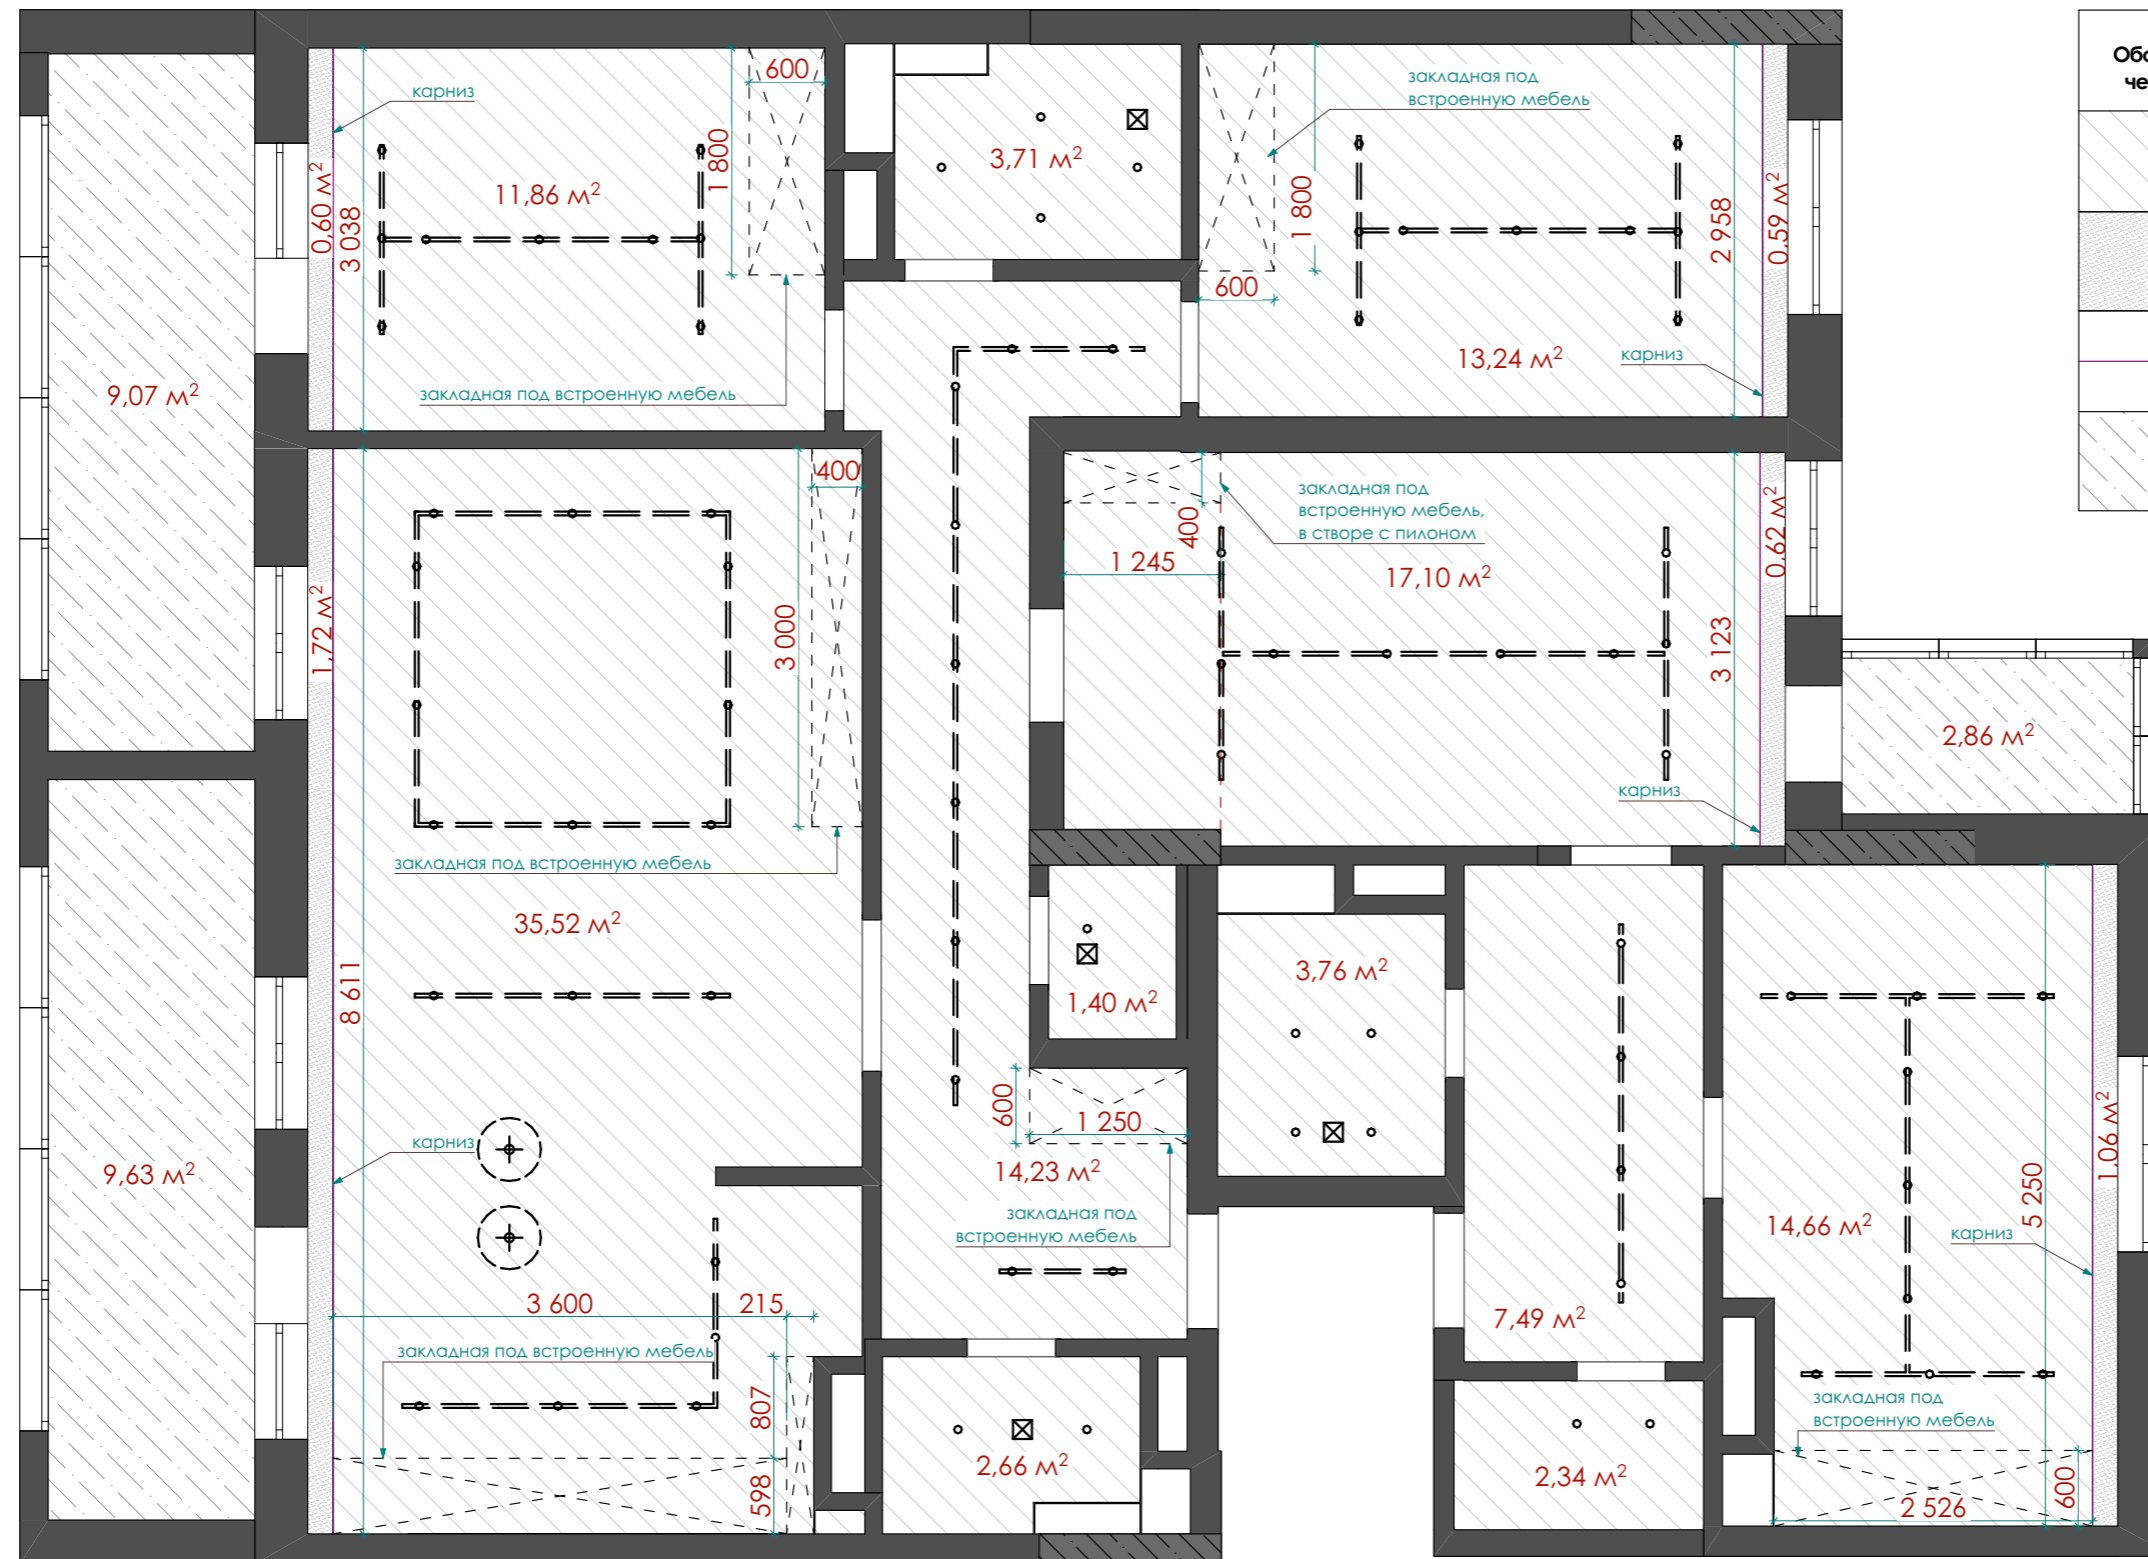 Обо
че
карниз
600
закладная под
встроенную мебель
0,60 м²
3 038
11,86 м²
1 800
3,71 м²
1 800
600
2 958
0,59 м²
13,24 м²
карниз
9,07 м²
закладная под встроенную мебель
400
закладная под
встроенную мебель,
в створе с пилоном
400
1 245
17,10 м²
0,62 м²
1,72 м²
3 000
3 123
2,86 м²
карниз
закладная под встроенную мебель
35,52 м²
8 611
1,40 м²
3,76 м²
600
1 250
карниз
9,63 м²
14,23 м²
закладная под
встроенную мебель
1,06 м²
5 250
14,66 м²
карниз
3 600
215
7,49 м²
закладная под встроенную мебель
807
598
2,66 м²
2,34 м²
закладная под
встроенную мебель
2 526
600